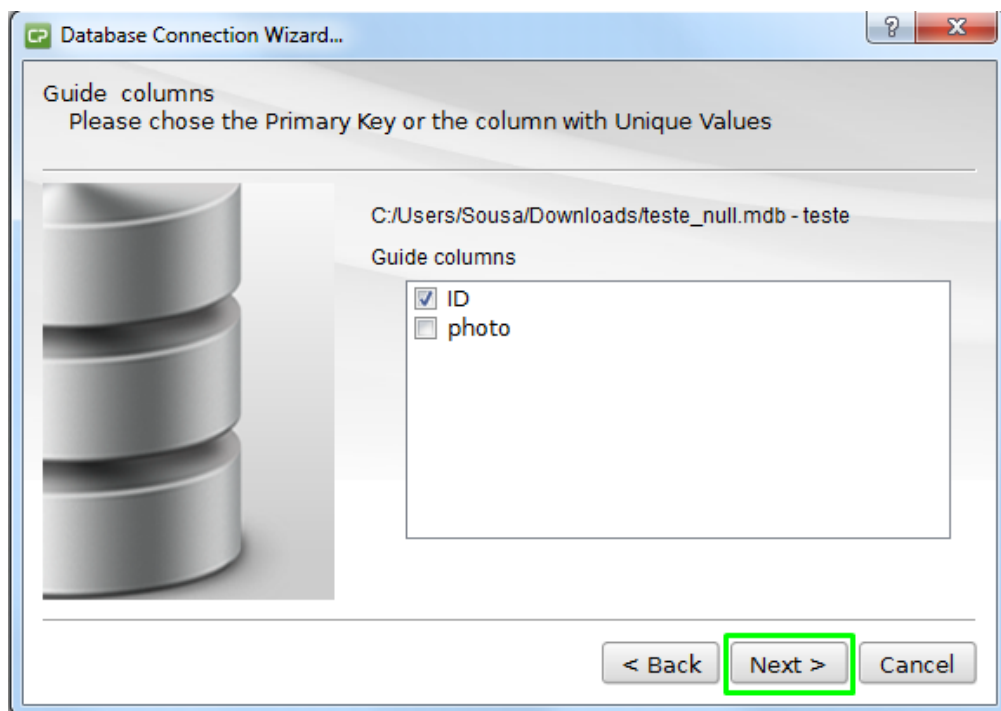 CP Database Connection Wizard...
? X
Guide columns
Please chose the Primary Key or the column with Unique Values
C:/Users/Sousa/Downloads/teste_null.mdb - teste
Guide columns
ID
photo
< Back Next > Cancel